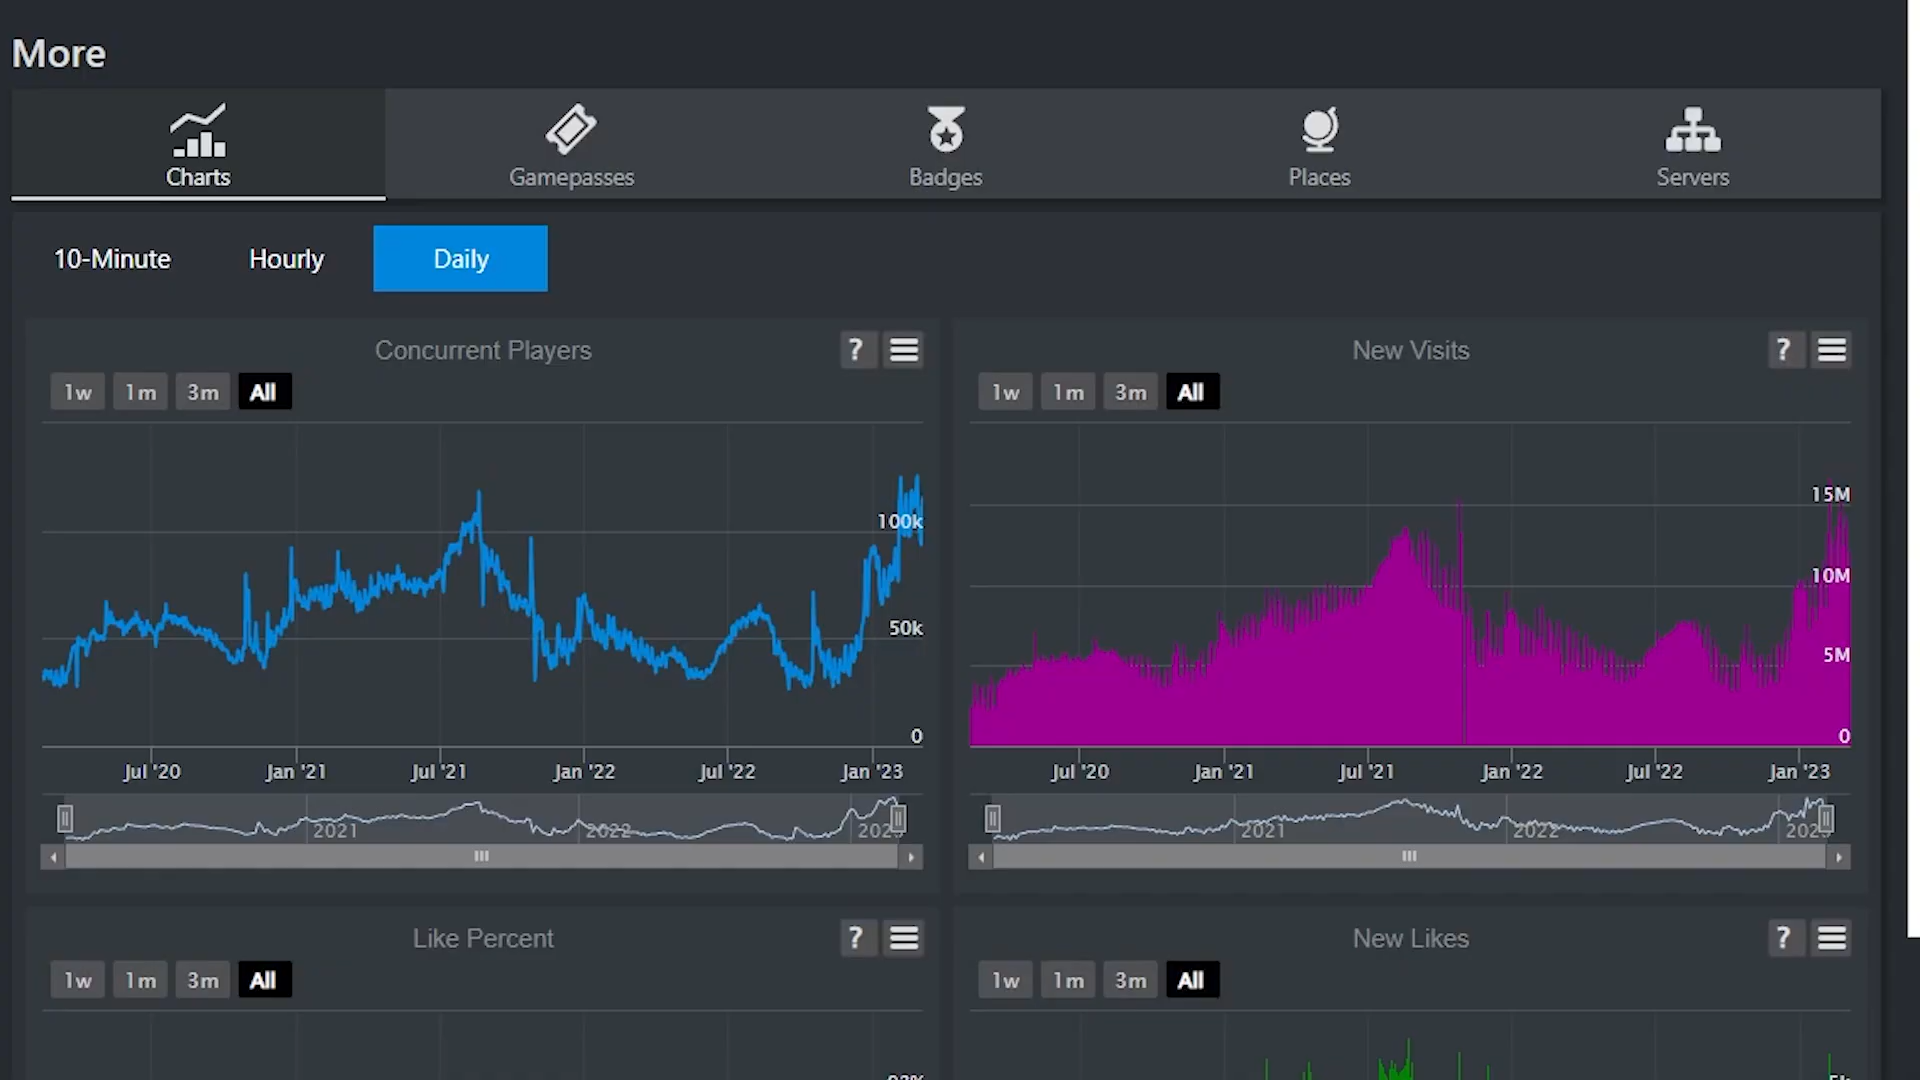 More
Charts
Gamepasses
Badges
Places
Servers
10-Minute
Hourly
Daily
Concurrent Players
?
1w
1m
3m
All
100k
50k
0
Jul '20
Jan '21
Jul '21
Jan '22
Jul '22
Jan '23
2021
2022
New Visits
?
1w
1m
3m
All
15M
10M
5M
0
Jul '20
Jan '21
Jul '21
Jan '22
Jul '22
Jan '23
2021
2022
Like Percent
?
1w
1m
3m
All
New Likes
?
1w
1m
3m
All